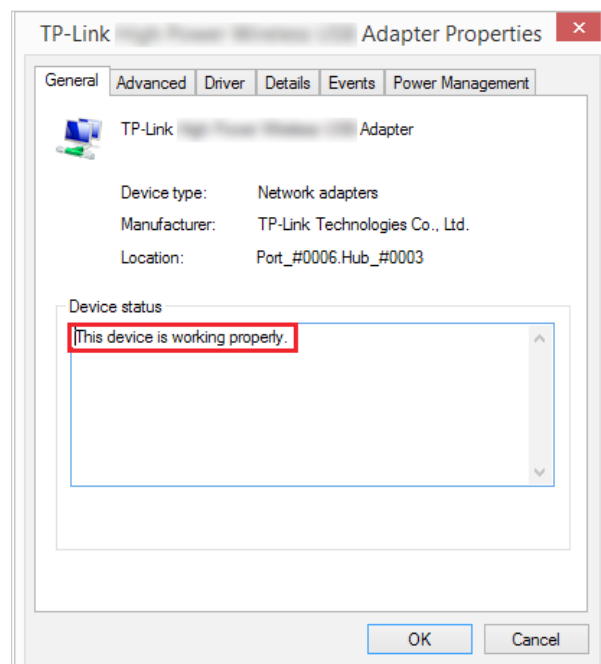 TP-Link Adapter Properties
General Advanced Driver Details Events Power Management
TP-Link Adapter
Device type: Network adapters
Manufacturer: TP-Link Technologies Co., Ltd.
Location: Port_#0006.Hub_#0003
Device status
This device is working properly.
OK Cancel